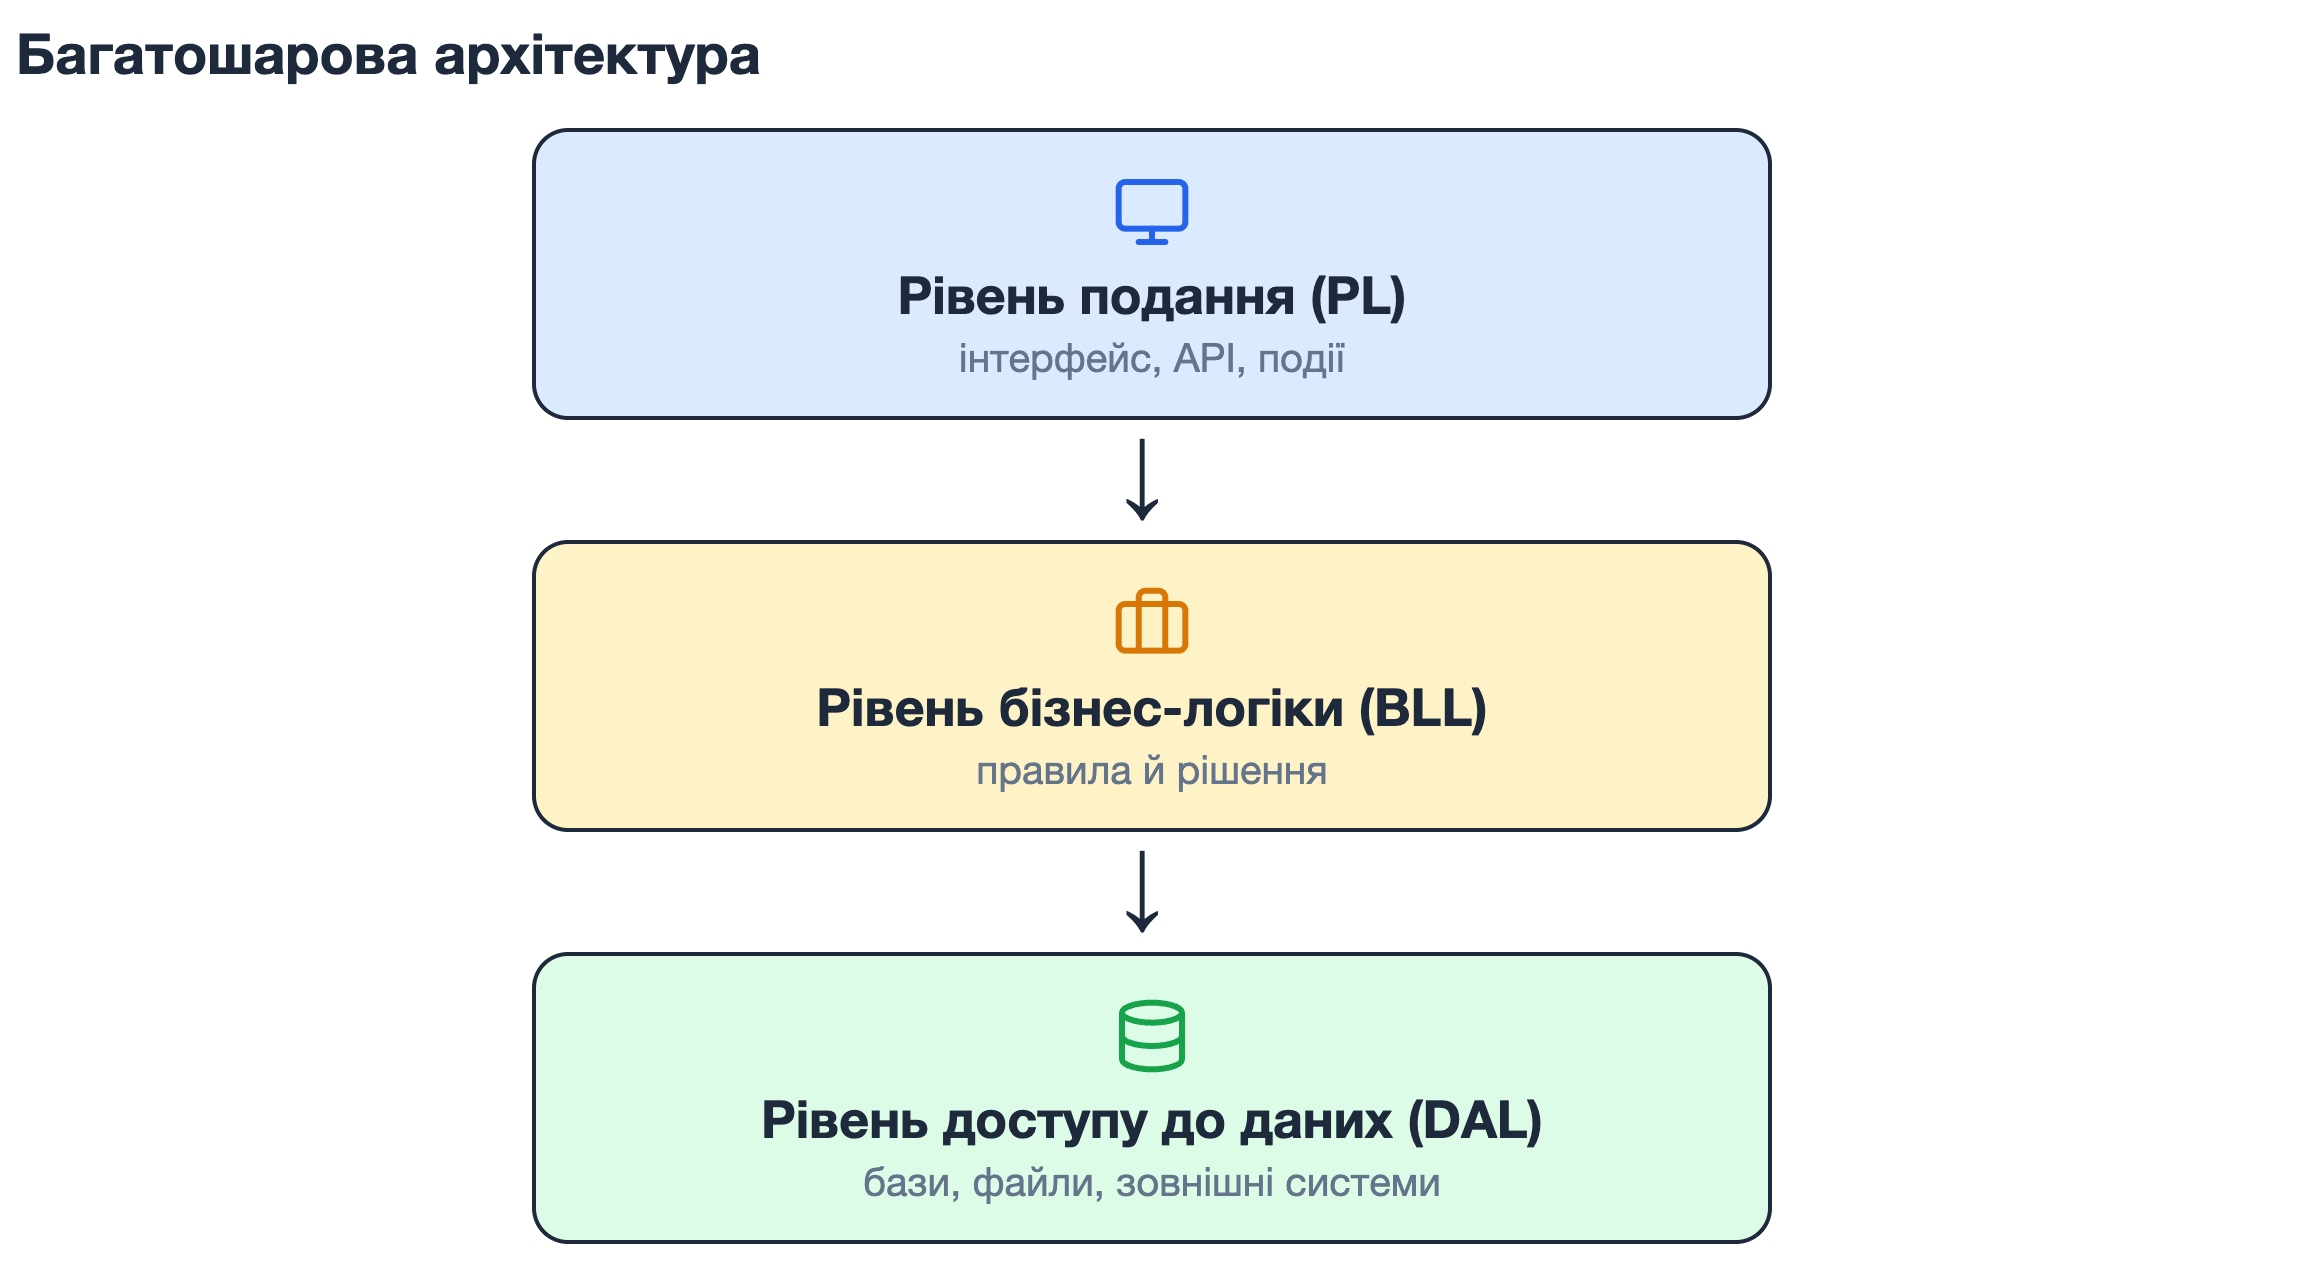 Багатошарова архітектура
Рівень подання (PL)
інтерфейс, API, події
Рівень бізнес-логіки (BLL)
правила й рішення
Рівень доступу до даних (DAL)
бази, файли, зовнішні системи